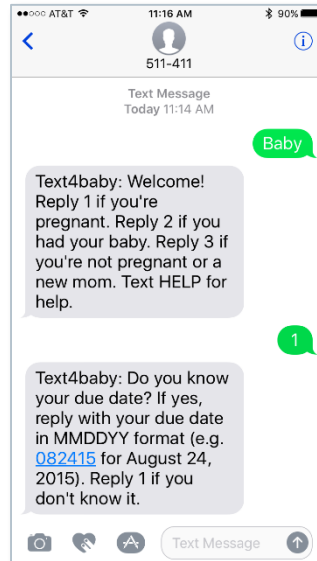 ●●○○○ AT&T 11:16 AM 90%
511-411
Text Message
Today 11:14 AM
Baby
Text4baby: Welcome!
Reply 1 if you're
pregnant. Reply 2 if you
had your baby. Reply 3 if
you're not pregnant or a
new mom. Text HELP for
help.
1
Text4baby: Do you know
your due date? If yes,
reply with your due date
in MMDDYY format (e.g.
082415 for August 24,
2015). Reply 1 if you
don't know it.
Text Message